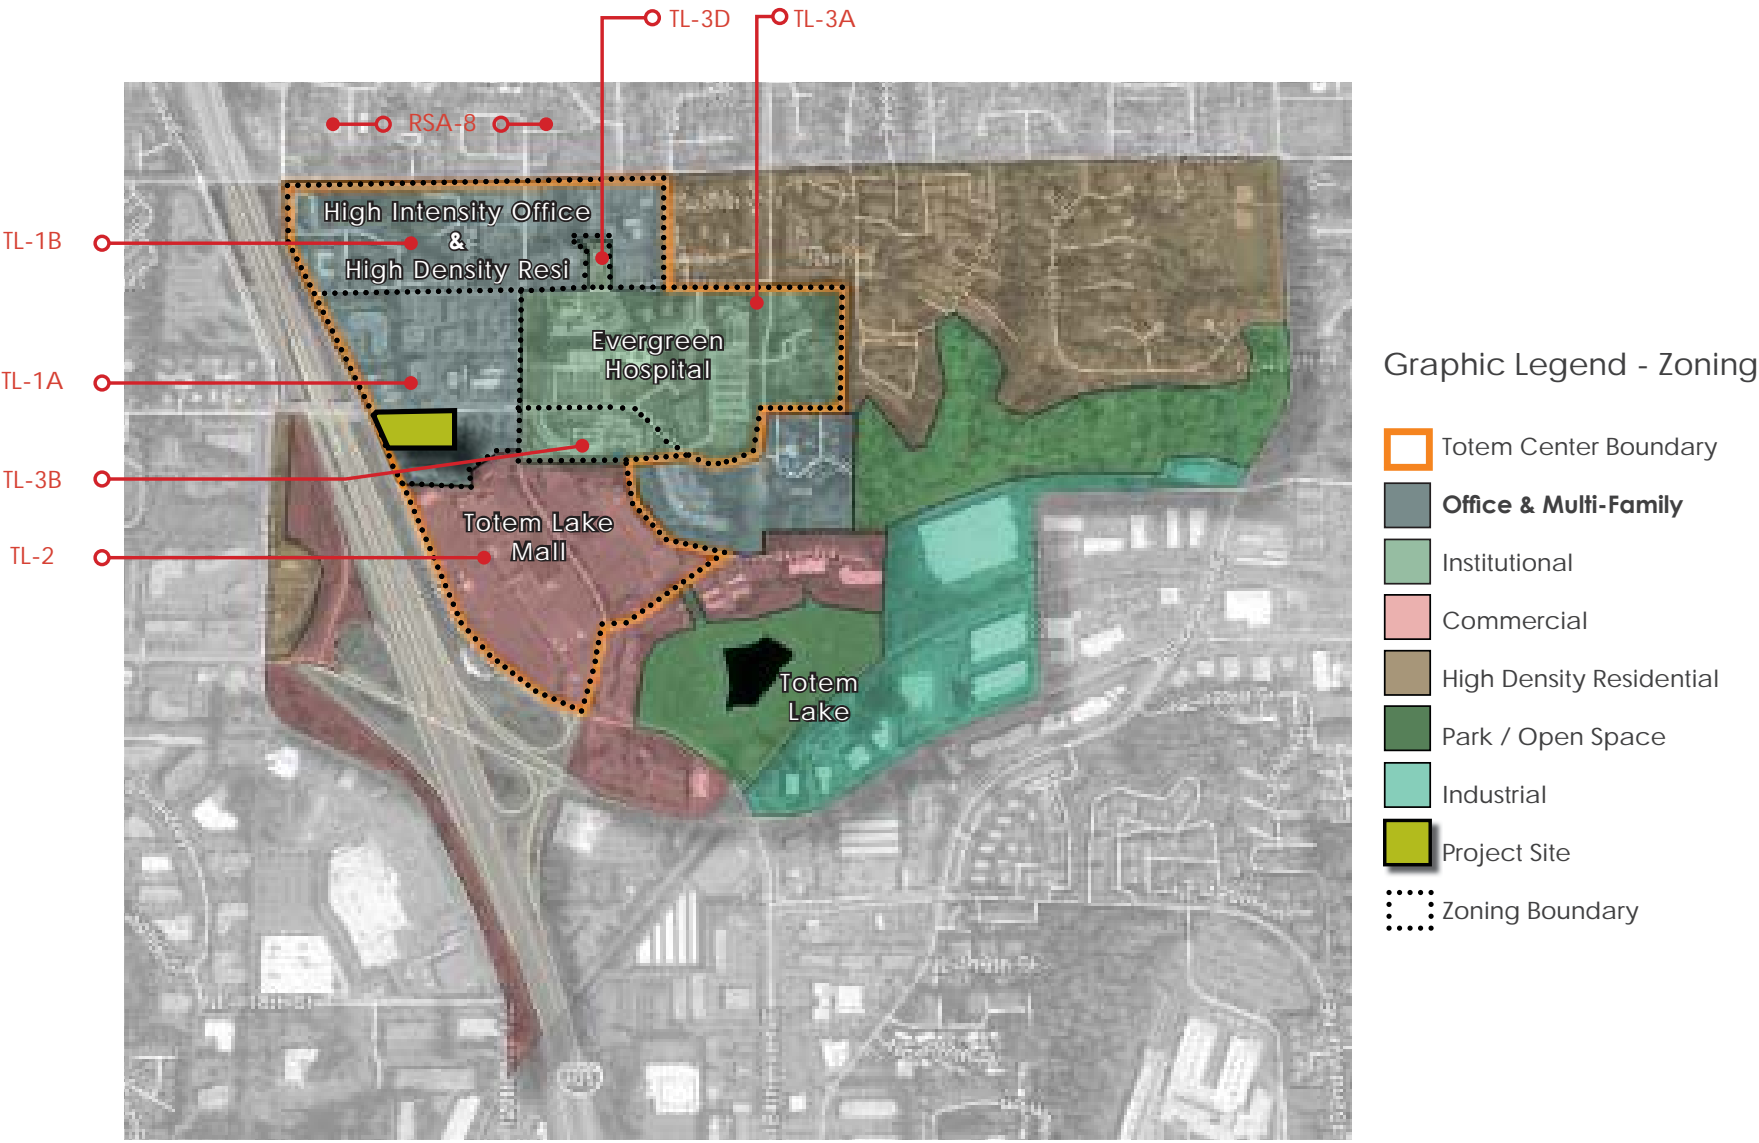 TL-3D
TL-3A
RSA-8
TL-1B
High Intensity Office
&
High Density Resi
TL-1A
Evergreen
Hospital
TL-3B
TL-2
Totem Lake
Mall
Totem
Lake
Graphic Legend - Zoning
Totem Center Boundary
Office & Multi-Family
Institutional
Commercial
High Density Residential
Park / Open Space
Industrial
Project Site
Zoning Boundary